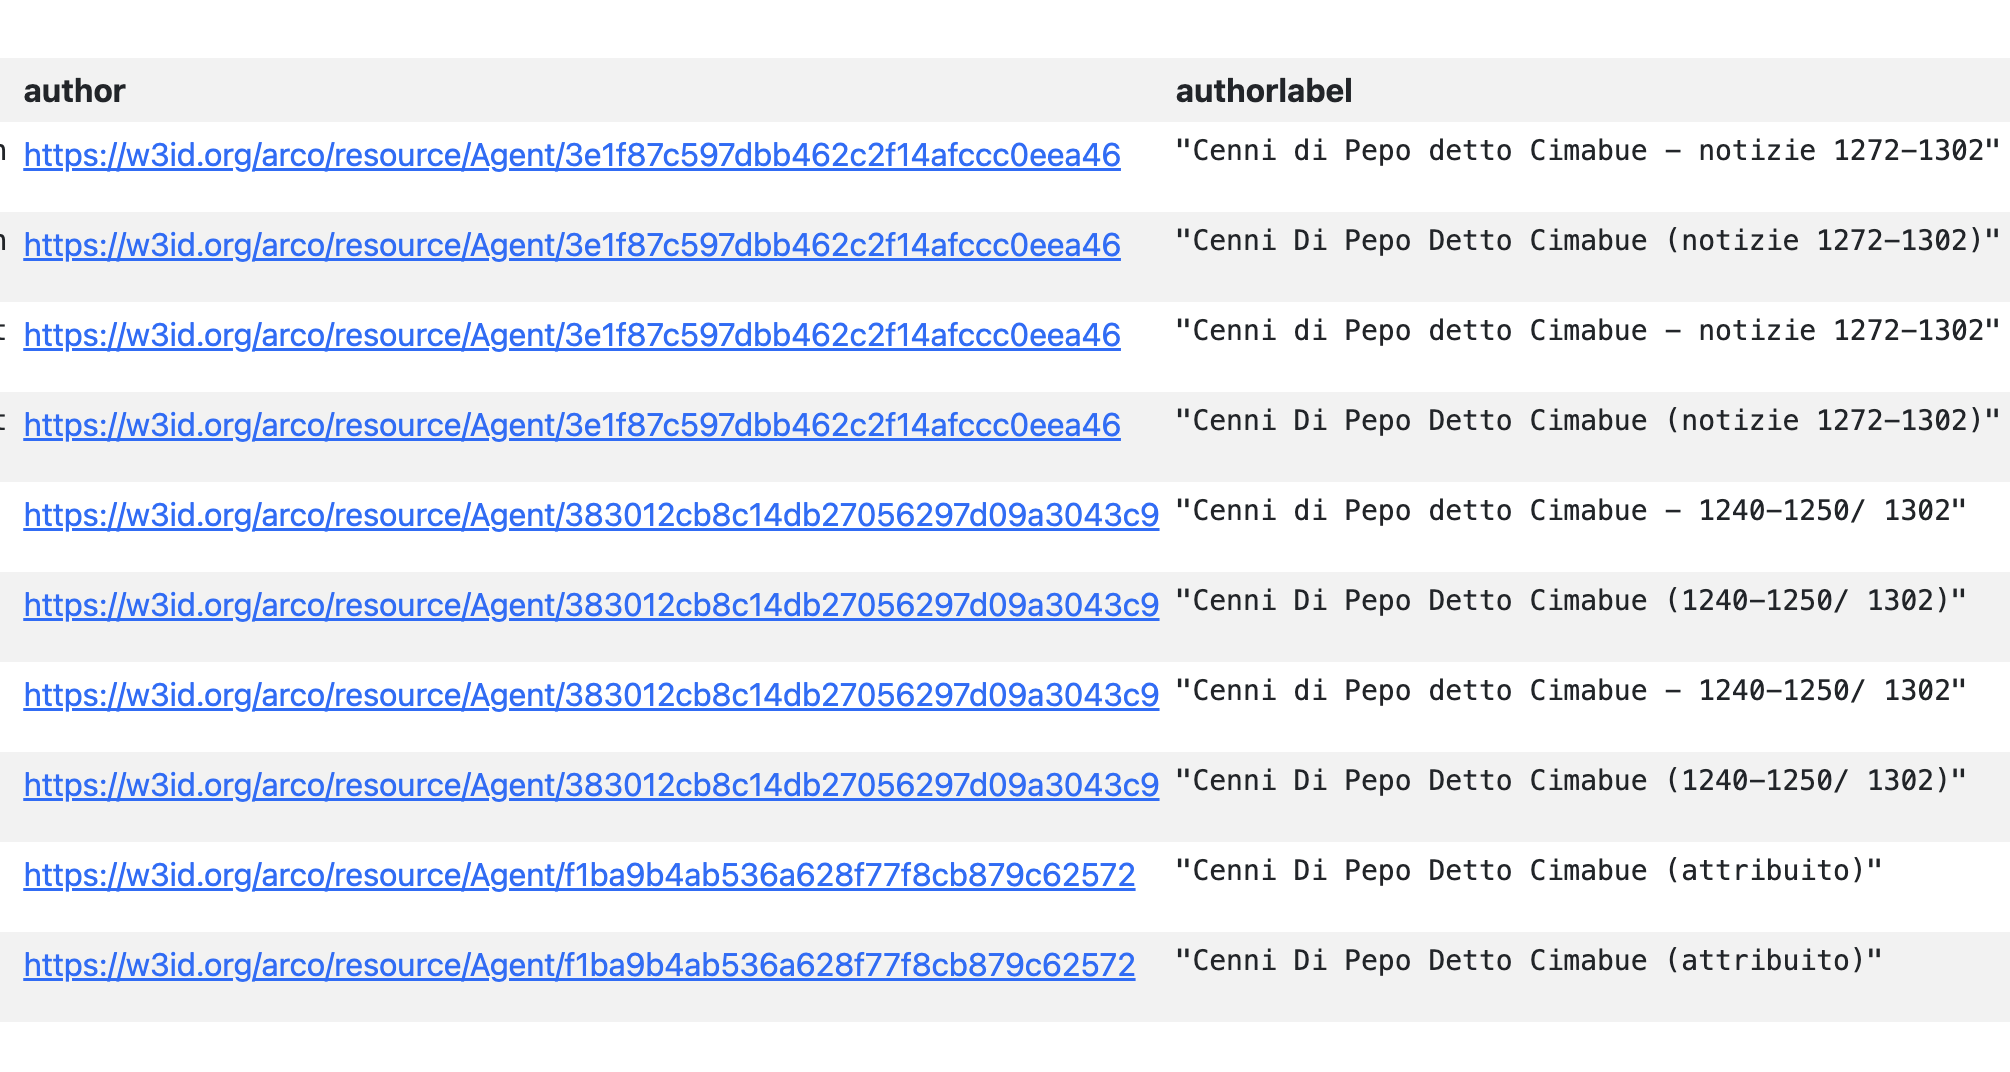 author authorlabel
https://w3id.org/arco/resource/Agent/3e1f87c597dbb462c2f14afccc0eea46 "Cenni di Pepo detto Cimabue - notizie 1272-1302"
https://w3id.org/arco/resource/Agent/3e1f87c597dbb462c2f14afccc0eea46 "Cenni Di Pepo Detto Cimabue (notizie 1272-1302)"
https://w3id.org/arco/resource/Agent/3e1f87c597dbb462c2f14afccc0eea46 "Cenni di Pepo detto Cimabue - notizie 1272-1302"
https://w3id.org/arco/resource/Agent/3e1f87c597dbb462c2f14afccc0eea46 "Cenni Di Pepo Detto Cimabue (notizie 1272-1302)"
https://w3id.org/arco/resource/Agent/383012cb8c14db27056297d09a3043c9 "Cenni di Pepo detto Cimabue - 1240-1250/ 1302"
https://w3id.org/arco/resource/Agent/383012cb8c14db27056297d09a3043c9 "Cenni Di Pepo Detto Cimabue (1240-1250/ 1302)"
https://w3id.org/arco/resource/Agent/383012cb8c14db27056297d09a3043c9 "Cenni di Pepo detto Cimabue - 1240-1250/ 1302"
https://w3id.org/arco/resource/Agent/383012cb8c14db27056297d09a3043c9 "Cenni Di Pepo Detto Cimabue (1240-1250/ 1302)"
https://w3id.org/arco/resource/Agent/f1ba9b4ab536a628f77f8cb879c62572 "Cenni Di Pepo Detto Cimabue (attribuito)"
https://w3id.org/arco/resource/Agent/f1ba9b4ab536a628f77f8cb879c62572 "Cenni Di Pepo Detto Cimabue (attribuito)"